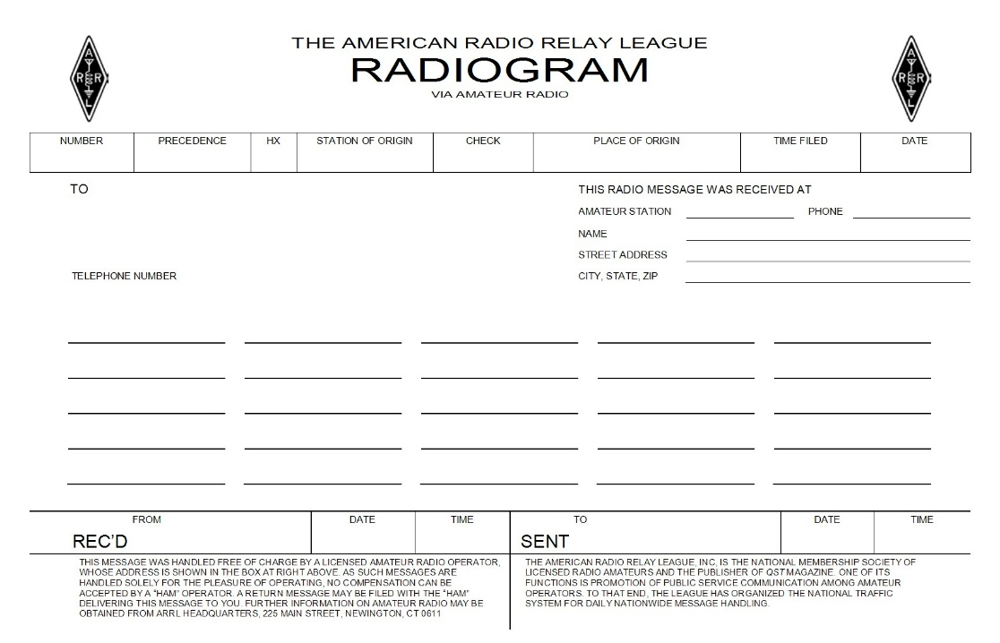 THE AMERICAN RADIO RELAY LEAGUE
RADIOGRAM
VIA AMATEUR RADIO
A
R R
L
A
R R
L
NUMBER PRECEDENCE HX STATION OF ORIGIN CHECK PLACE OF ORIGIN TIME FILED DATE
TO
THIS RADIO MESSAGE WAS RECEIVED AT
AMATEUR STATION PHONE
NAME
STREET ADDRESS
TELEPHONE NUMBER
CITY, STATE, ZIP
FROM DATE TIME TO DATE TIME
REC'D SENT
THIS MESSAGE WAS HANDLED FREE OF CHARGE BY A LICENSED AMATEUR RADIO OPERATOR,
WHOSE ADDRESS IS SHOWN IN THE BOX AT RIGHT ABOVE. AS SUCH MESSAGES ARE
HANDLED SOLELY FOR THE PLEASURE OF OPERATING, NO COMPENSATION CAN BE
ACCEPTED BY A “HAM” OPERATOR. A RETURN MESSAGE MAY BE FILED WITH THE “HAM”
DELIVERING THIS MESSAGE TO YOU. FURTHER INFORMATION ON AMATEUR RADIO MAY BE
OBTAINED FROM ARRL HEADQUARTERS, 225 MAIN STREET, NEWINGTON, CT 0611
THE AMERICAN RADIO RELAY LEAGUE, INC, IS THE NATIONAL MEMBERSHIP SOCIETY OF
LICENSED RADIO AMATEURS AND THE PUBLISHER OF QST MAGAZINE. ONE OF ITS
FUNCTIONS IS PROMOTION OF PUBLIC SERVICE COMMUNICATION AMONG AMATEUR
OPERATORS. TO THAT END, THE LEAGUE HAS ORGANIZED THE NATIONAL TRAFFIC
SYSTEM FOR DAILY NATIONWIDE MESSAGE HANDLING.